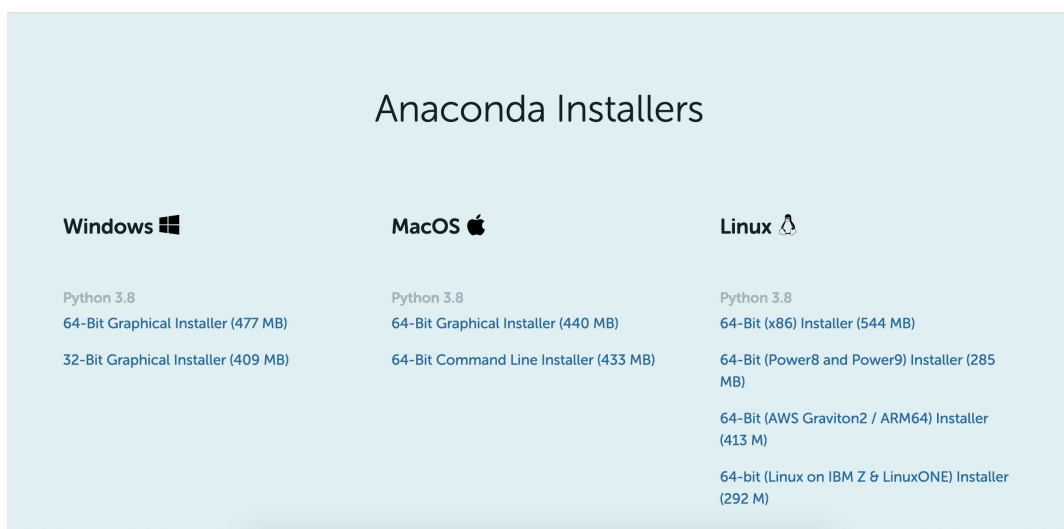 Anaconda Installers
Windows
Python 3.8
64-Bit Graphical Installer (477 MB)
32-Bit Graphical Installer (409 MB)
MacOS
Python 3.8
64-Bit Graphical Installer (440 MB)
64-Bit Command Line Installer (433 MB)
Linux
Python 3.8
64-Bit (x86) Installer (544 MB)
64-Bit (Power8 and Power9) Installer (285
MB)
64-Bit (AWS Graviton2 / ARM64) Installer
(413 M)
64-bit (Linux on IBM Z & LinuxONE) Installer
(292 M)